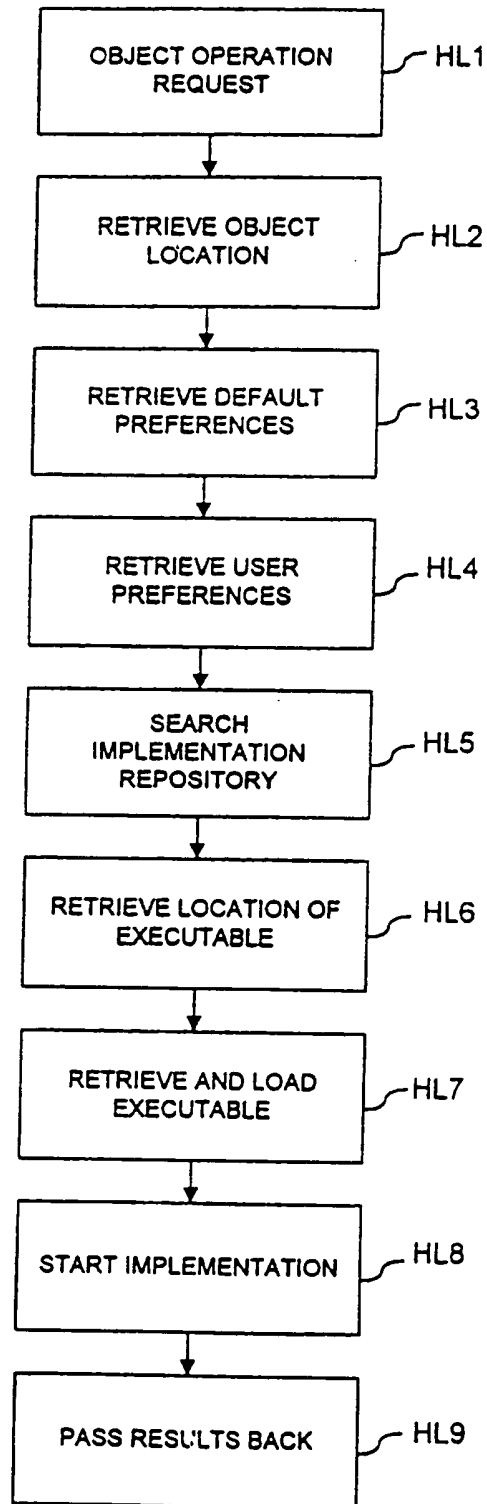 OBJECT OPERATION
REQUEST
HL1
RETRIEVE OBJECT
LOCATION
HL2
RETRIEVE DEFAULT
PREFERENCES
HL3
RETRIEVE USER
PREFERENCES
HL4
SEARCH
IMPLEMENTATION
REPOSITORY
HL5
RETRIEVE LOCATION OF
EXECUTABLE
HL6
RETRIEVE AND LOAD
EXECUTABLE
HL7
START IMPLEMENTATION
HL8
PASS RESULTS BACK
HL9